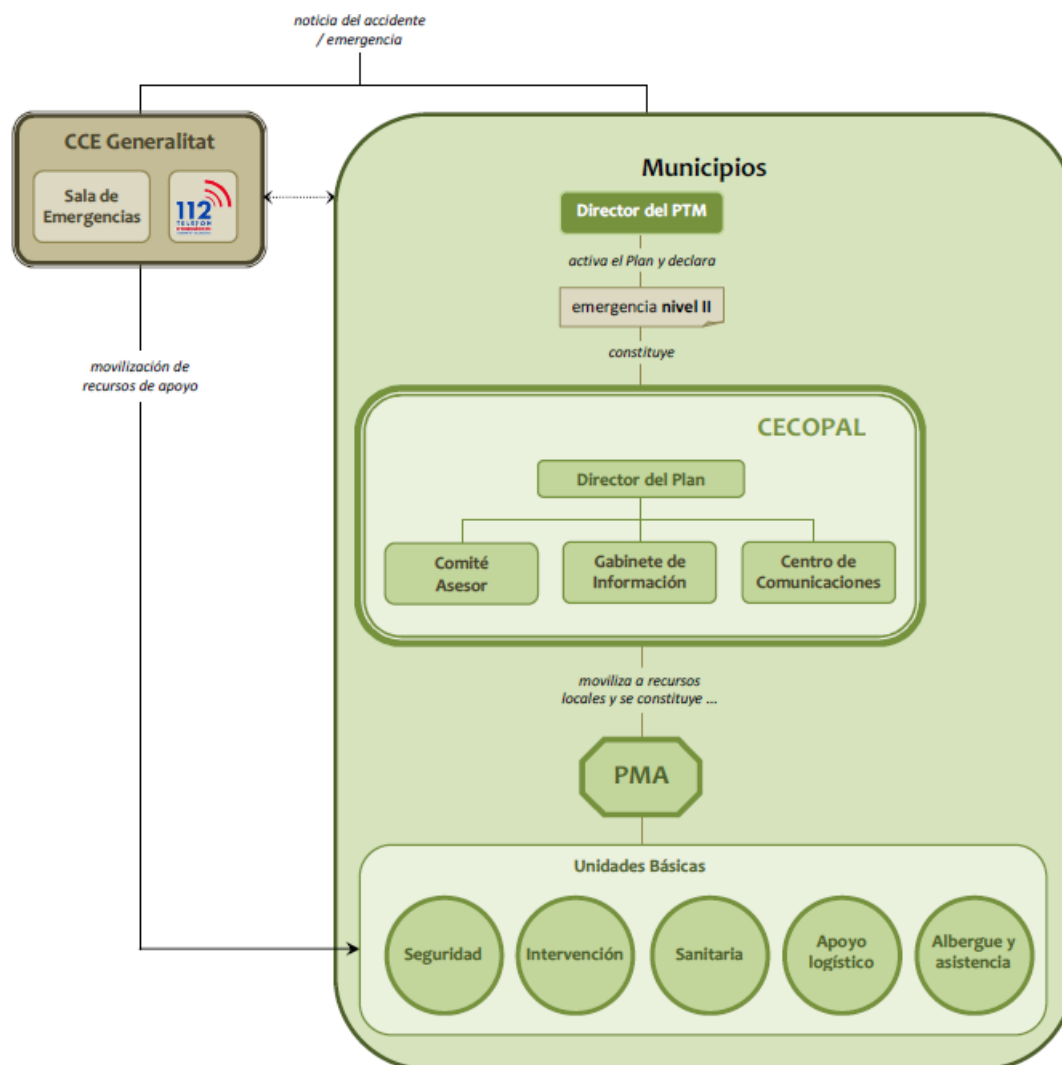 noticia del accidente
/ emergencia
CCE Generalitat
Sala de
Emergencias
112
TELÈFON
Municipios
Director del PTM
activa el Plan y declara
emergencia nivel II
constituye
movilización de
recursos de apoyo
CECOPAL
Director del Plan
Comité
Asesor
Gabinete de
Información
Centro de
Comunicaciones
moviliza a recursos
locales y se constituye ...
PMA
Unidades Básicas
Seguridad
Intervención
Sanitaria
Apoyo
logístico
Albergue y
asistencia